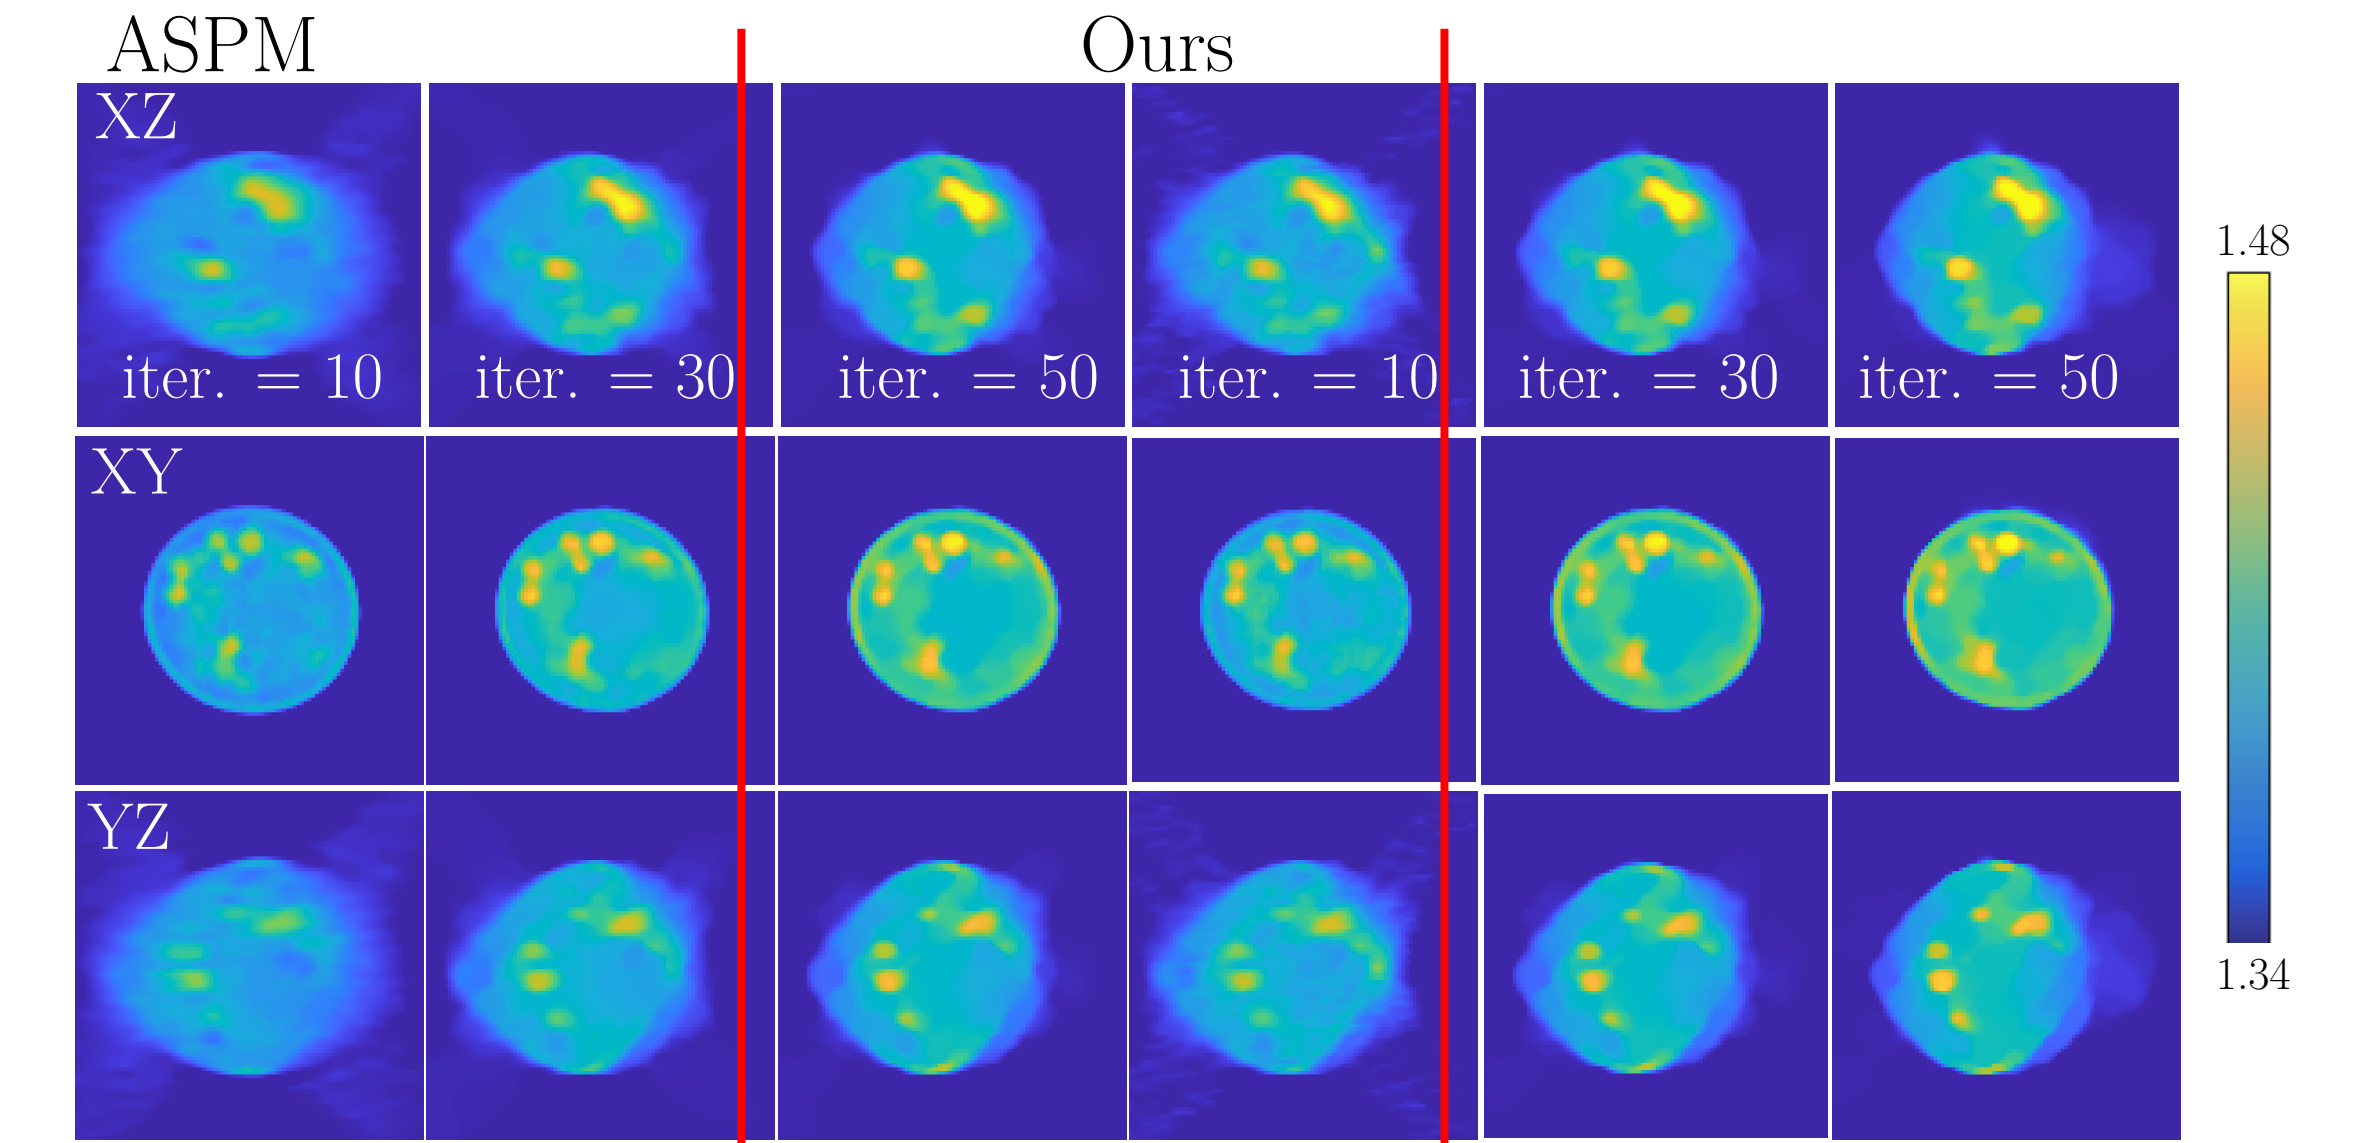 ASPM Ours
XZ
iter. = 10 iter. = 30 iter. = 50 iter. = 10 iter. = 30 iter. = 50
XY
YZ
1.48
1.34